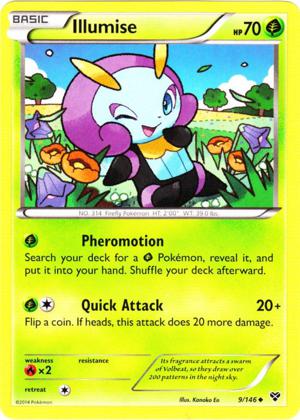 BASIC
Illumise
HP 70
NO. 314 Firefly Pokémon HT: 2'00" WT: 39.0 lbs.
Pheromotion
Search your deck for a Pokémon, reveal it, and
put it into your hand. Shuffle your deck afterward.
Quick Attack 20+
Flip a coin. If heads, this attack does 20 more damage.
weakness
×2
resistance
retreat
Its fragrance attracts a swarm
of Volbeat, so they draw over
200 patterns in the night sky.
©2014 Pokémon
Illus. Kanako Eo
9/146
XY